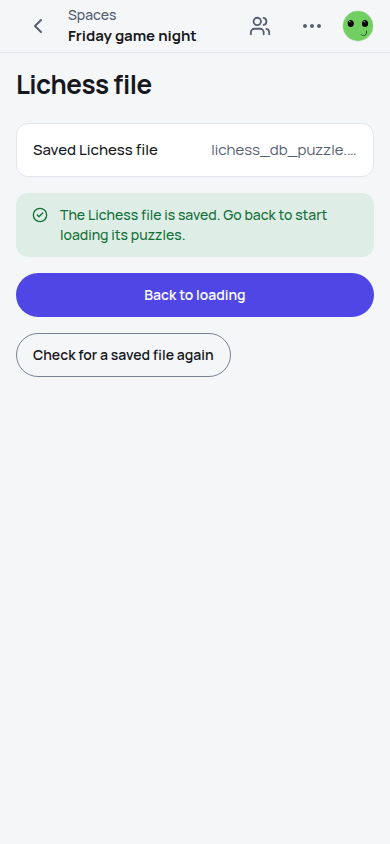 Spaces
Friday game night
Lichess file
Saved Lichess file lichess_db_puzzle.…
The Lichess file is saved. Go back to start
loading its puzzles.
Back to loading
Check for a saved file again